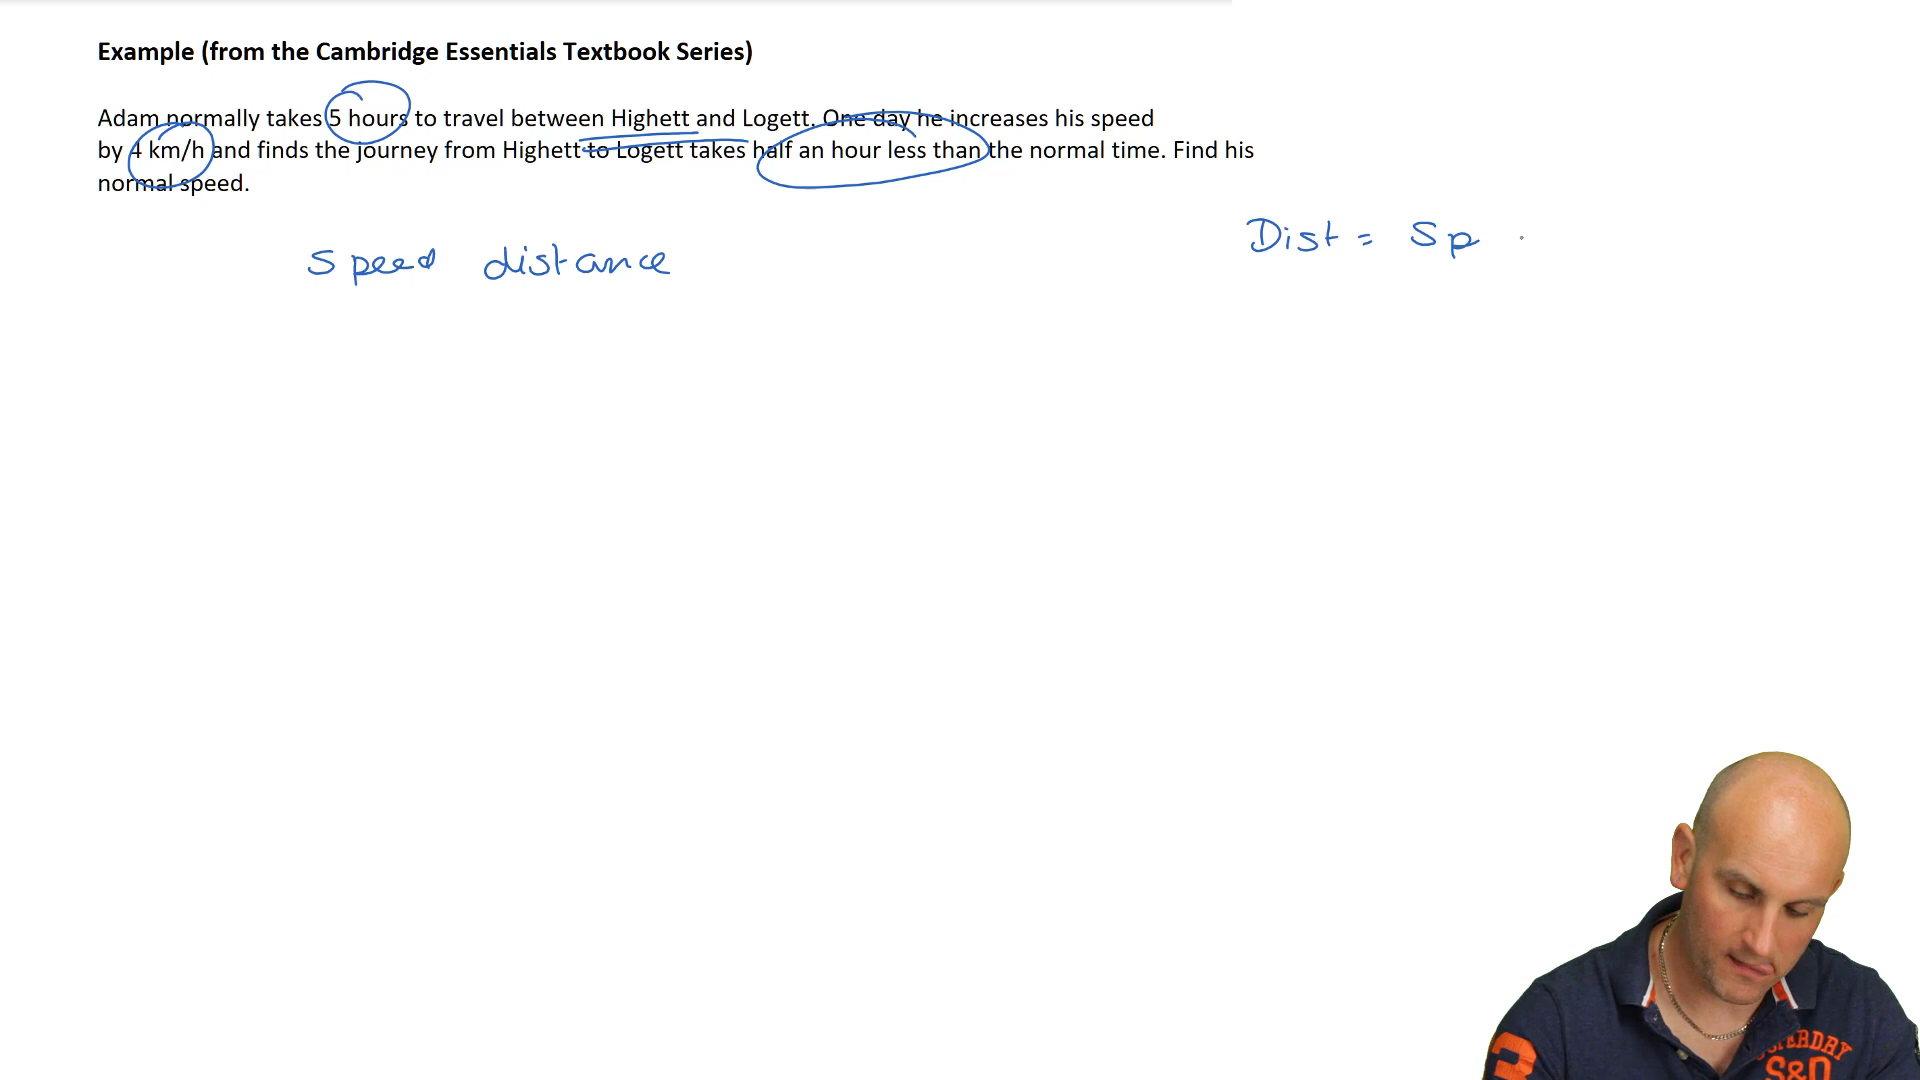 Example (from the Cambridge Essentials Textbook Series)
Adam normally takes 5 hours to travel between Highett and Logett. One day he increases his speed
by 4 km/h and finds the journey from Highett to Logett takes half an hour less than the normal time. Find his
normal speed.
Dist = Sp
Speed distance
S&D